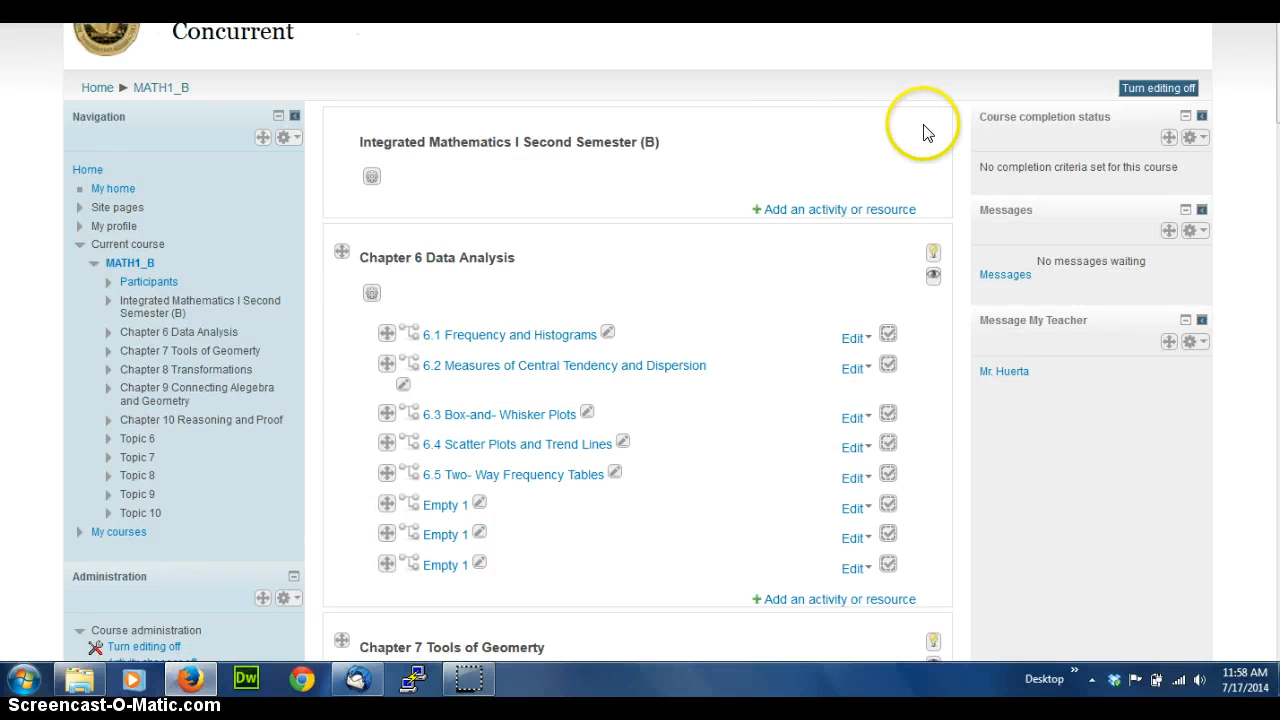 Concurrent
Home ▶ MATH1_B
Turn editing off
Navigation
Home
My home
Site pages
My profile
Current course
MATH1_B
Participants
Integrated Mathematics I Second
Semester (B)
Chapter 6 Data Analysis
Chapter 7 Tools of Geomerty
Chapter 8 Transformations
Chapter 9 Connecting Alegebra
and Geometry
Chapter 10 Reasoning and Proof
Topic 6
Topic 7
Topic 8
Topic 9
Topic 10
My courses
Administration
Course administration
Turn editing off
Integrated Mathematics I Second Semester (B)
Add an activity or resource
Chapter 6 Data Analysis
6.1 Frequency and Histograms
Edit
6.2 Measures of Central Tendency and Dispersion
Edit
6.3 Box-and- Whisker Plots
Edit
6.4 Scatter Plots and Trend Lines
Edit
6.5 Two- Way Frequency Tables
Edit
Empty 1
Edit
Empty 1
Edit
Empty 1
Edit
Add an activity or resource
Chapter 7 Tools of Geomerty
Course completion status
No completion criteria set for this course
Messages
No messages waiting
Messages
Message My Teacher
Mr. Huerta
Dw
Desktop
11:58 AM
7/17/2014
Screencast-O-Matic.com